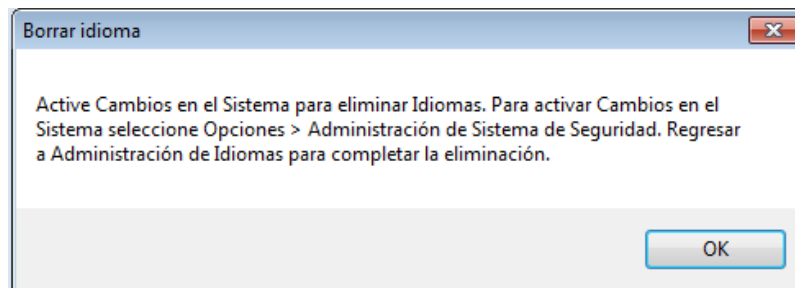 Borrar idioma
Active Cambios en el Sistema para eliminar Idiomas. Para activar Cambios en el
Sistema seleccione Opciones > Administración de Sistema de Seguridad. Regresar
a Administración de Idiomas para completar la eliminación.
OK